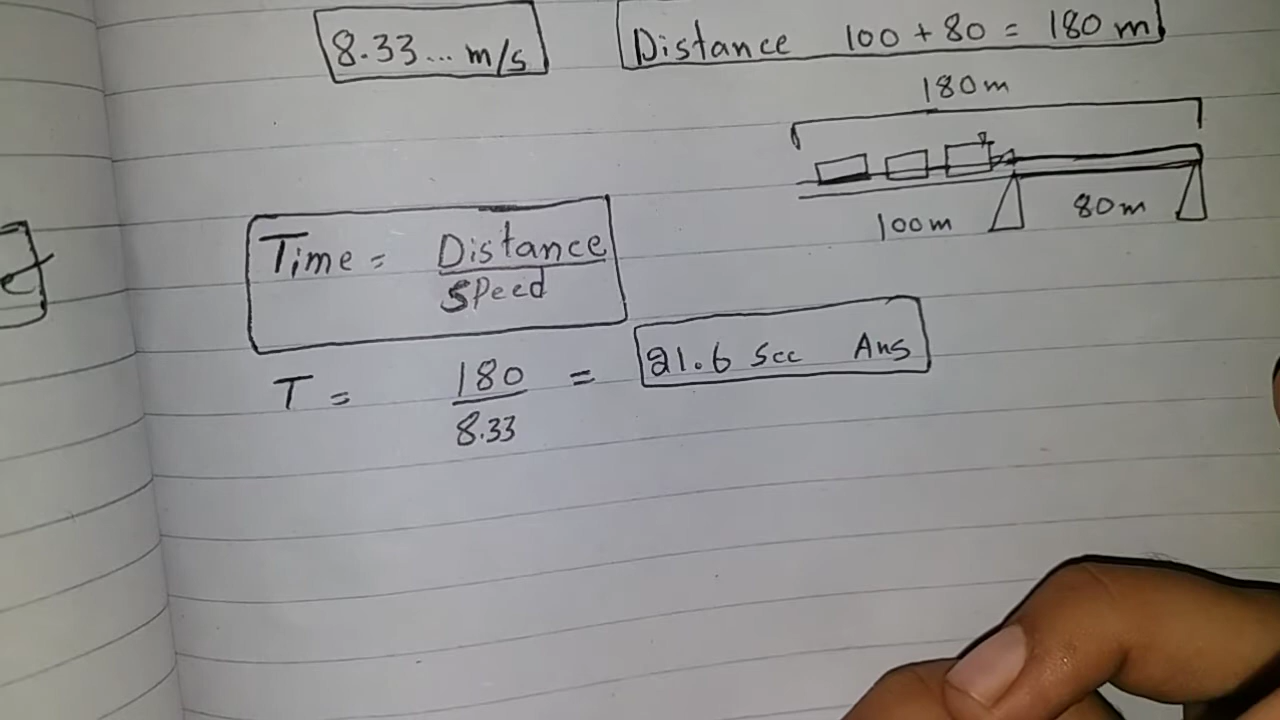 8.33... m/s
Distance 100 + 80 = 180 m
180m
100m
80m
Time = Distance
Speed
T = 180 = 21.6 Sec Ans
8.33